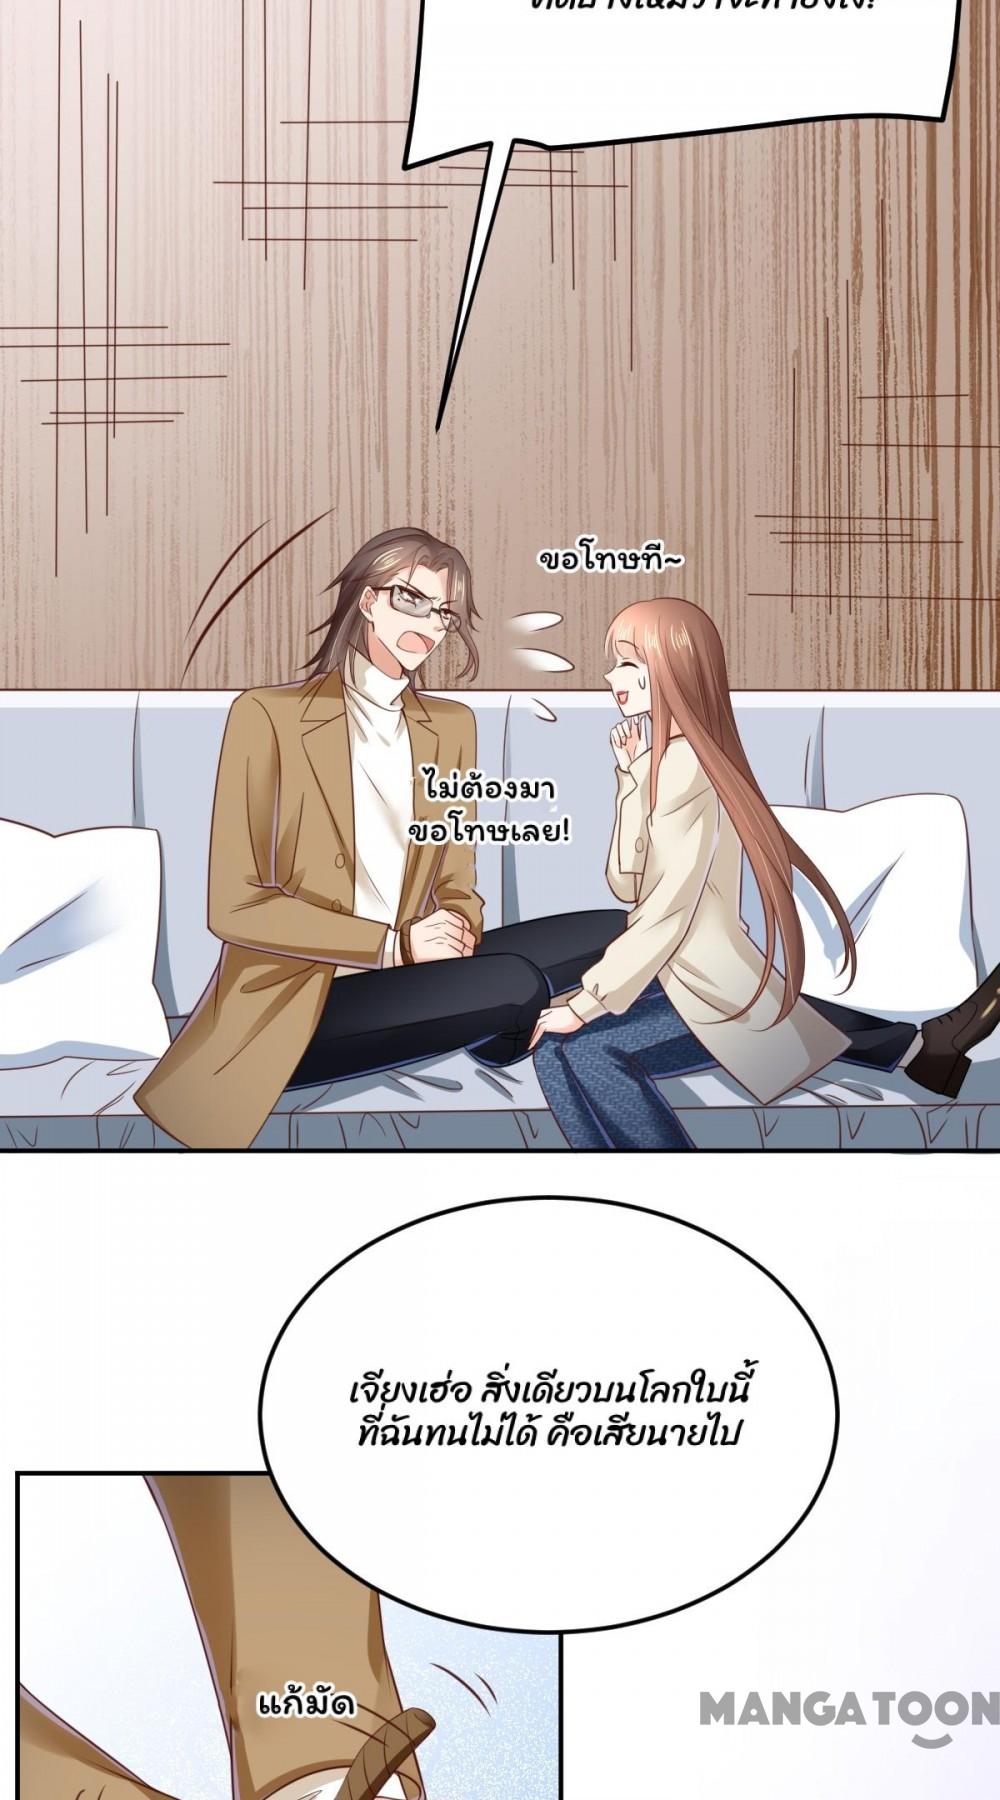 ขอโทษที~
ไม่ต้องมา
ขอโทษเลย!
เจียงเฮ่อ สิ่งเดียวบนโลกใบนี้
ที่ฉันทนไม่ได้ คือเสียนายไป
แก้มัด
MANGATOON